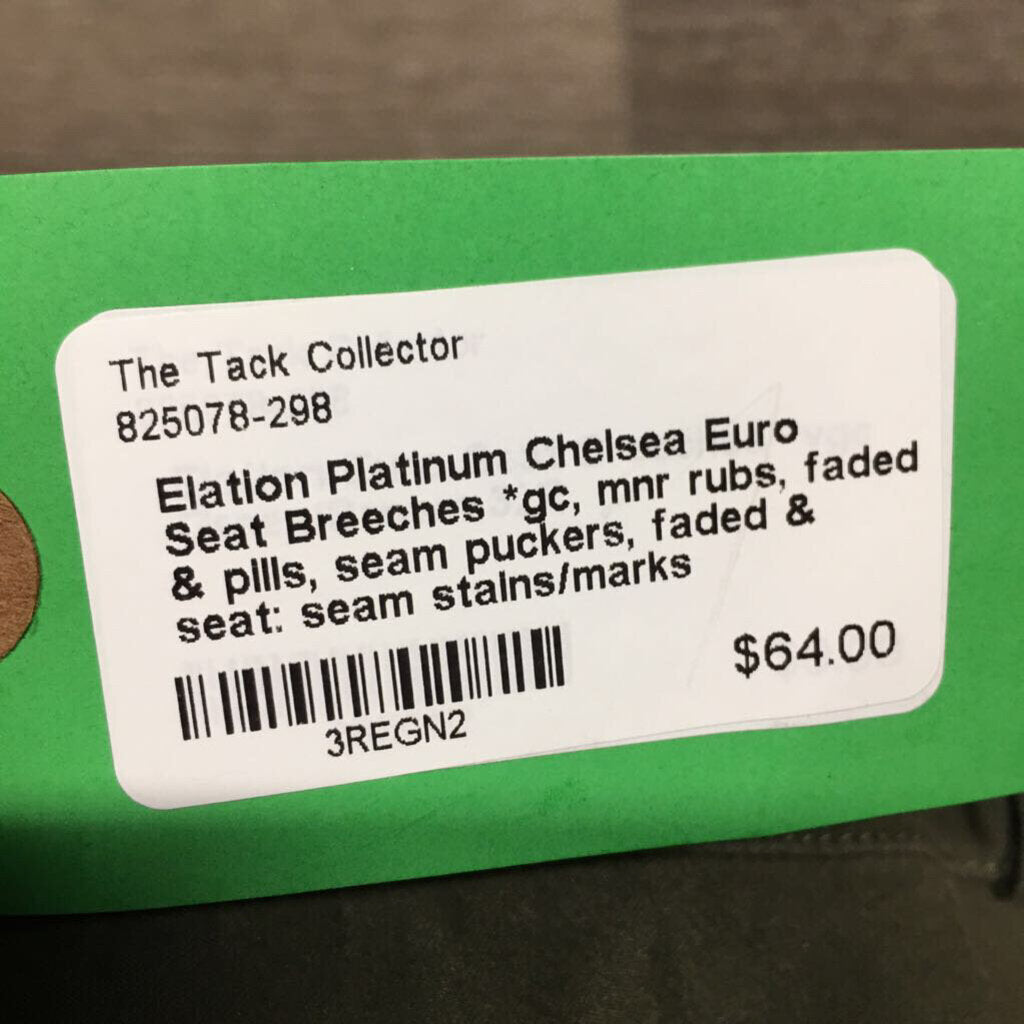 The Tack Collector
825078-298
Elation Platinum Chelsea Euro
Seat Breeches *gc, mnr rubs, faded
& pills, seam puckers, faded &
seat: seam stains/marks
$64.00
3REGN2